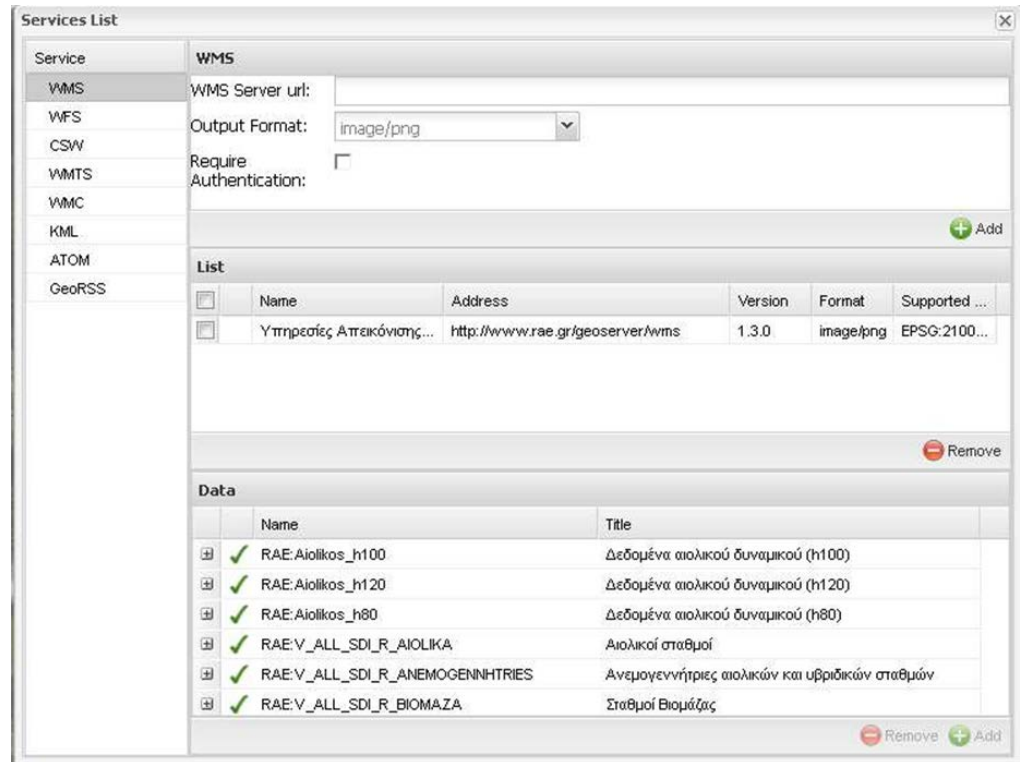 Services List
Service
WMS
WFS
CSW
WMTS
WMC
KML
ATOM
GeoRSS
WMS
WMS Server url:
Output Format: image/png
Require
Authentication:
Add
List
Name Address Version Format Supported ...
Υπηρεσίες Απεικόνισης... http://www.rae.gr/geoserver/wms 1.3.0 image/png EPSG:2100...
Remove
Data
Name Title
RAE:Aiolikos_h100 Δεδομένα αιολικού δυναμικού (h100)
RAE:Aiolikos_h120 Δεδομένα αιολικού δυναμικού (h120)
RAE:Aiolikos_h80 Δεδομένα αιολικού δυναμικού (h80)
RAE:V_ALL_SDI_R_AIOLIKA Αιολικοί σταθμοί
RAE:V_ALL_SDI_R_ANEMOGENNHTRIES Ανεμογεννήτριες αιολικών και υβριδικών σταθμών
RAE:V_ALL_SDI_R_BIOMAZA Σταθμοί Βιομάζας
Remove Add